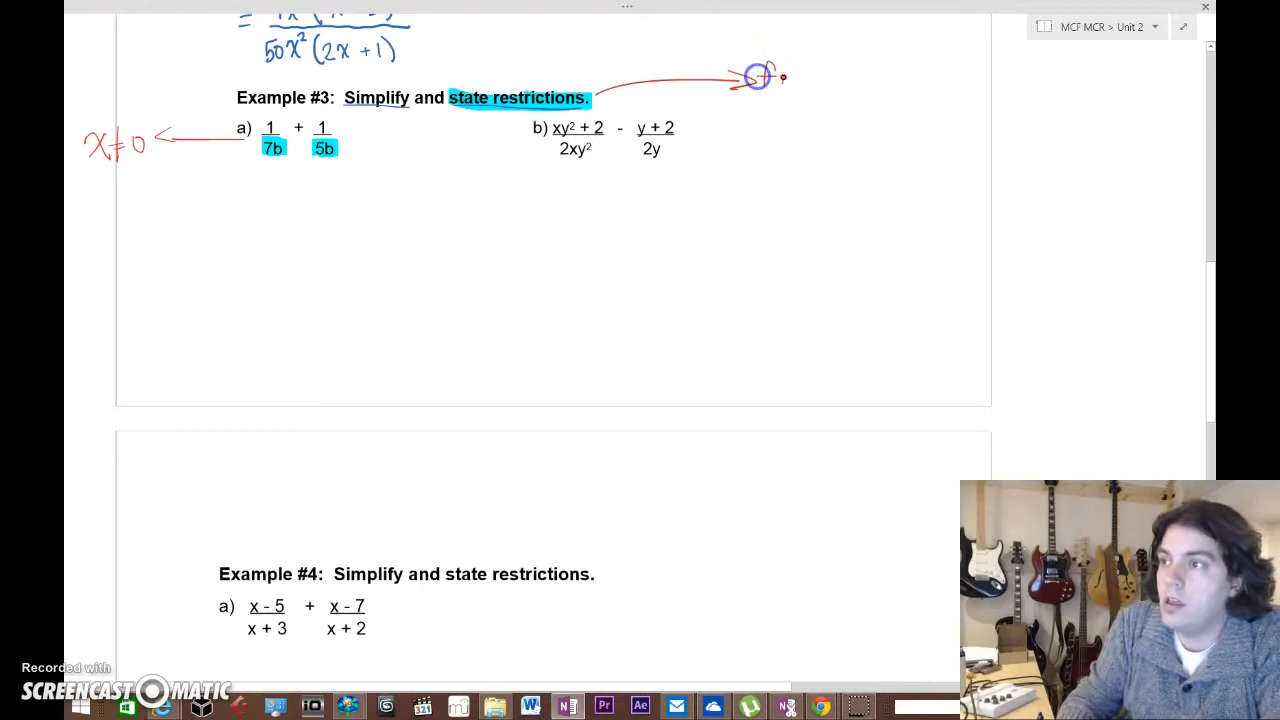 MCF MCR > Unit 2
50x² (2x + 1)
Example #3: Simplify and state restrictions.
a) 1/7b + 1/5b
b) xy² + 2/2xy² - y + 2/2y
x ≠ 0
Example #4: Simplify and state restrictions.
a) x - 5/x + 3 + x - 7/x + 2
Recorded with
SCREENCAST-O-MATIC